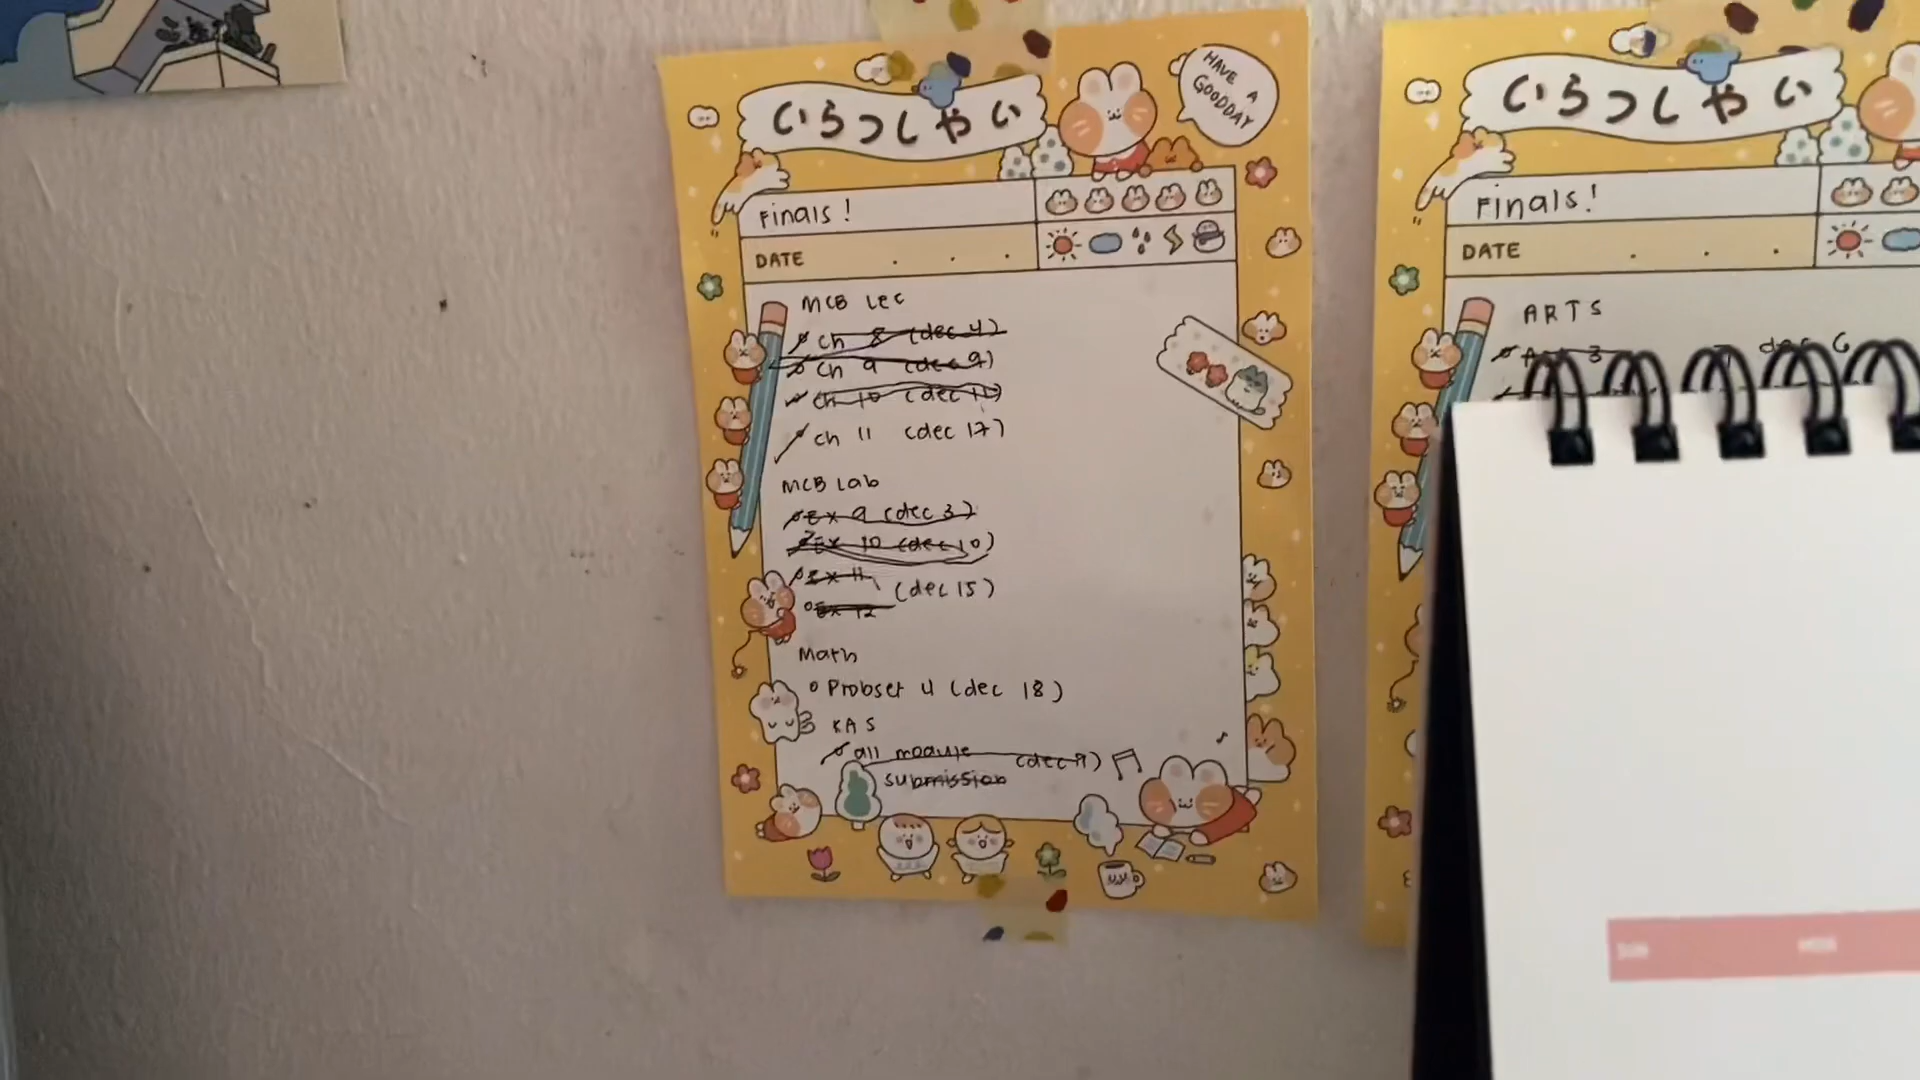 いらっしゃい
HAVE
A
GOODDAY
Finals!
DATE . . .
MCB Lec
ch 8 (dec 4)
ch 9 (dec 9)
ch 10 (dec 11)
ch 11 (dec 17)
MCB Lab
Ex 9 (dec 3)
Ex 10 (dec 10)
Ex 11
(dec 15)
Ex 12
Math
Probset 4 (dec 18)
KAS
all module
submission
いらっしゃい
Finals!
DATE . . .
ARTS
dec 6